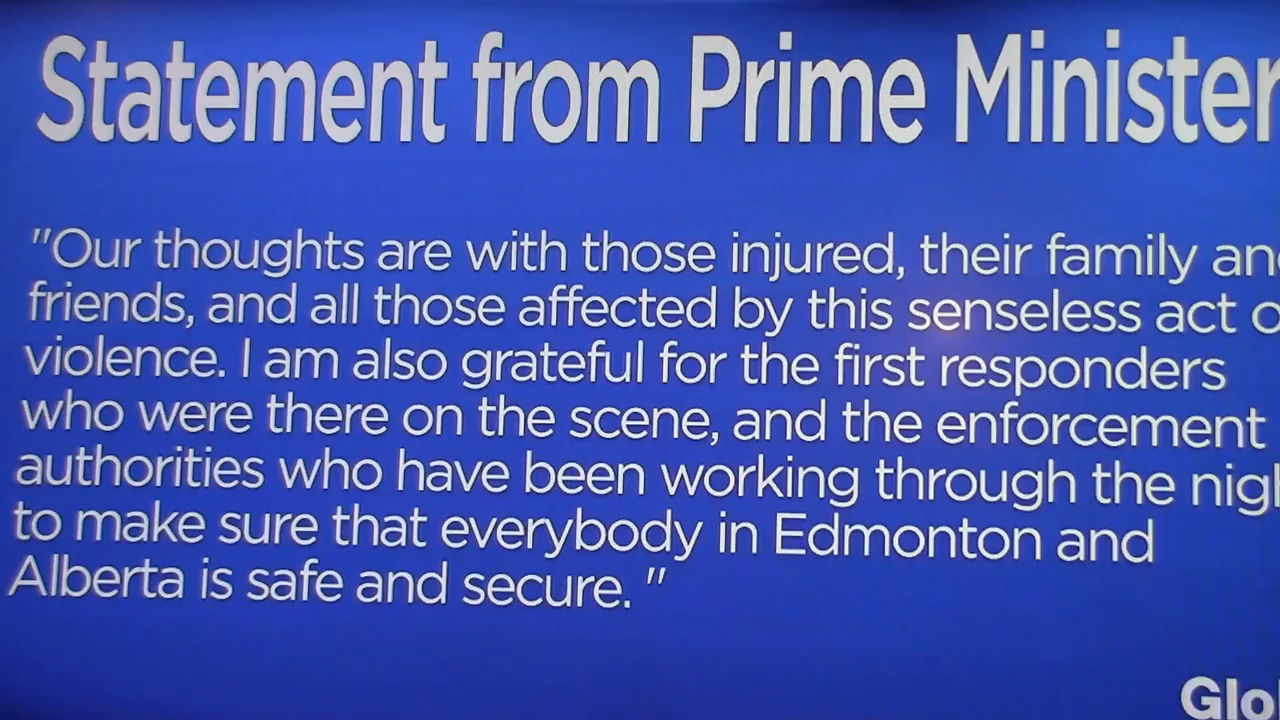 Statement from Prime Minister
"Our thoughts are with those injured, their family an
friends, and all those affected by this senseless act o
violence. I am also grateful for the first responders
who were there on the scene, and the enforcement
authorities who have been working through the nigh
to make sure that everybody in Edmonton and
Alberta is safe and secure. "
Glo